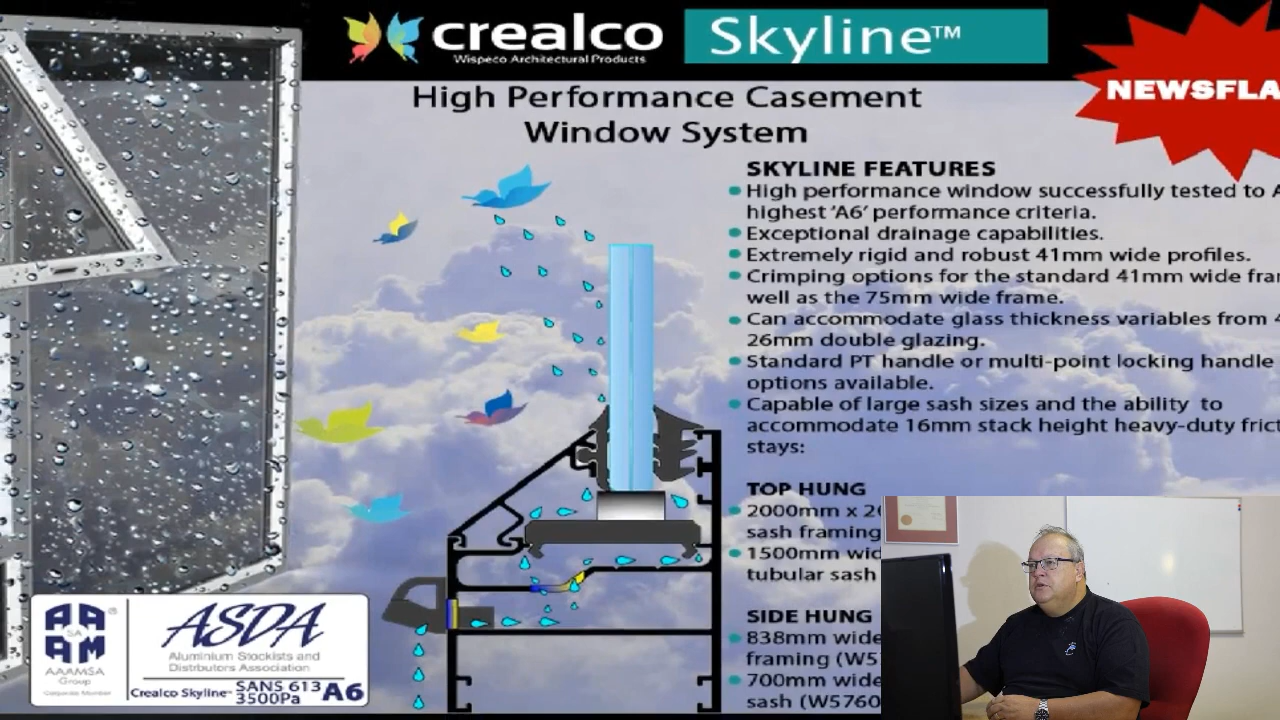 crealco
Wispeco Architectural Products
Skyline™
NEWSFLA
High Performance Casement
Window System
SKYLINE FEATURES
High performance window successfully tested to A
highest 'A6' performance criteria.
Exceptional drainage capabilities.
Extremely rigid and robust 41mm wide profiles.
Crimping options for the standard 41mm wide fra
well as the 75mm wide frame.
Can accommodate glass thickness variables from 4
26mm double glazing.
Standard PT handle or multi-point locking handle
options available.
Capable of large sash sizes and the ability to
accommodate 16mm stack height heavy-duty frict
stays:
TOP HUNG
2000mm x 20
sash framing
1500mm wid
tubular sash
SIDE HUNG
838mm wide
framing (W57
700mm wide
sash (W5760
AA
SA
AM
AAAMSA
Group
Corporate Member
ASDA
Aluminium Stockists and
Distributors Association
Crealco Skyline™ SANS 613
3500Pa A6